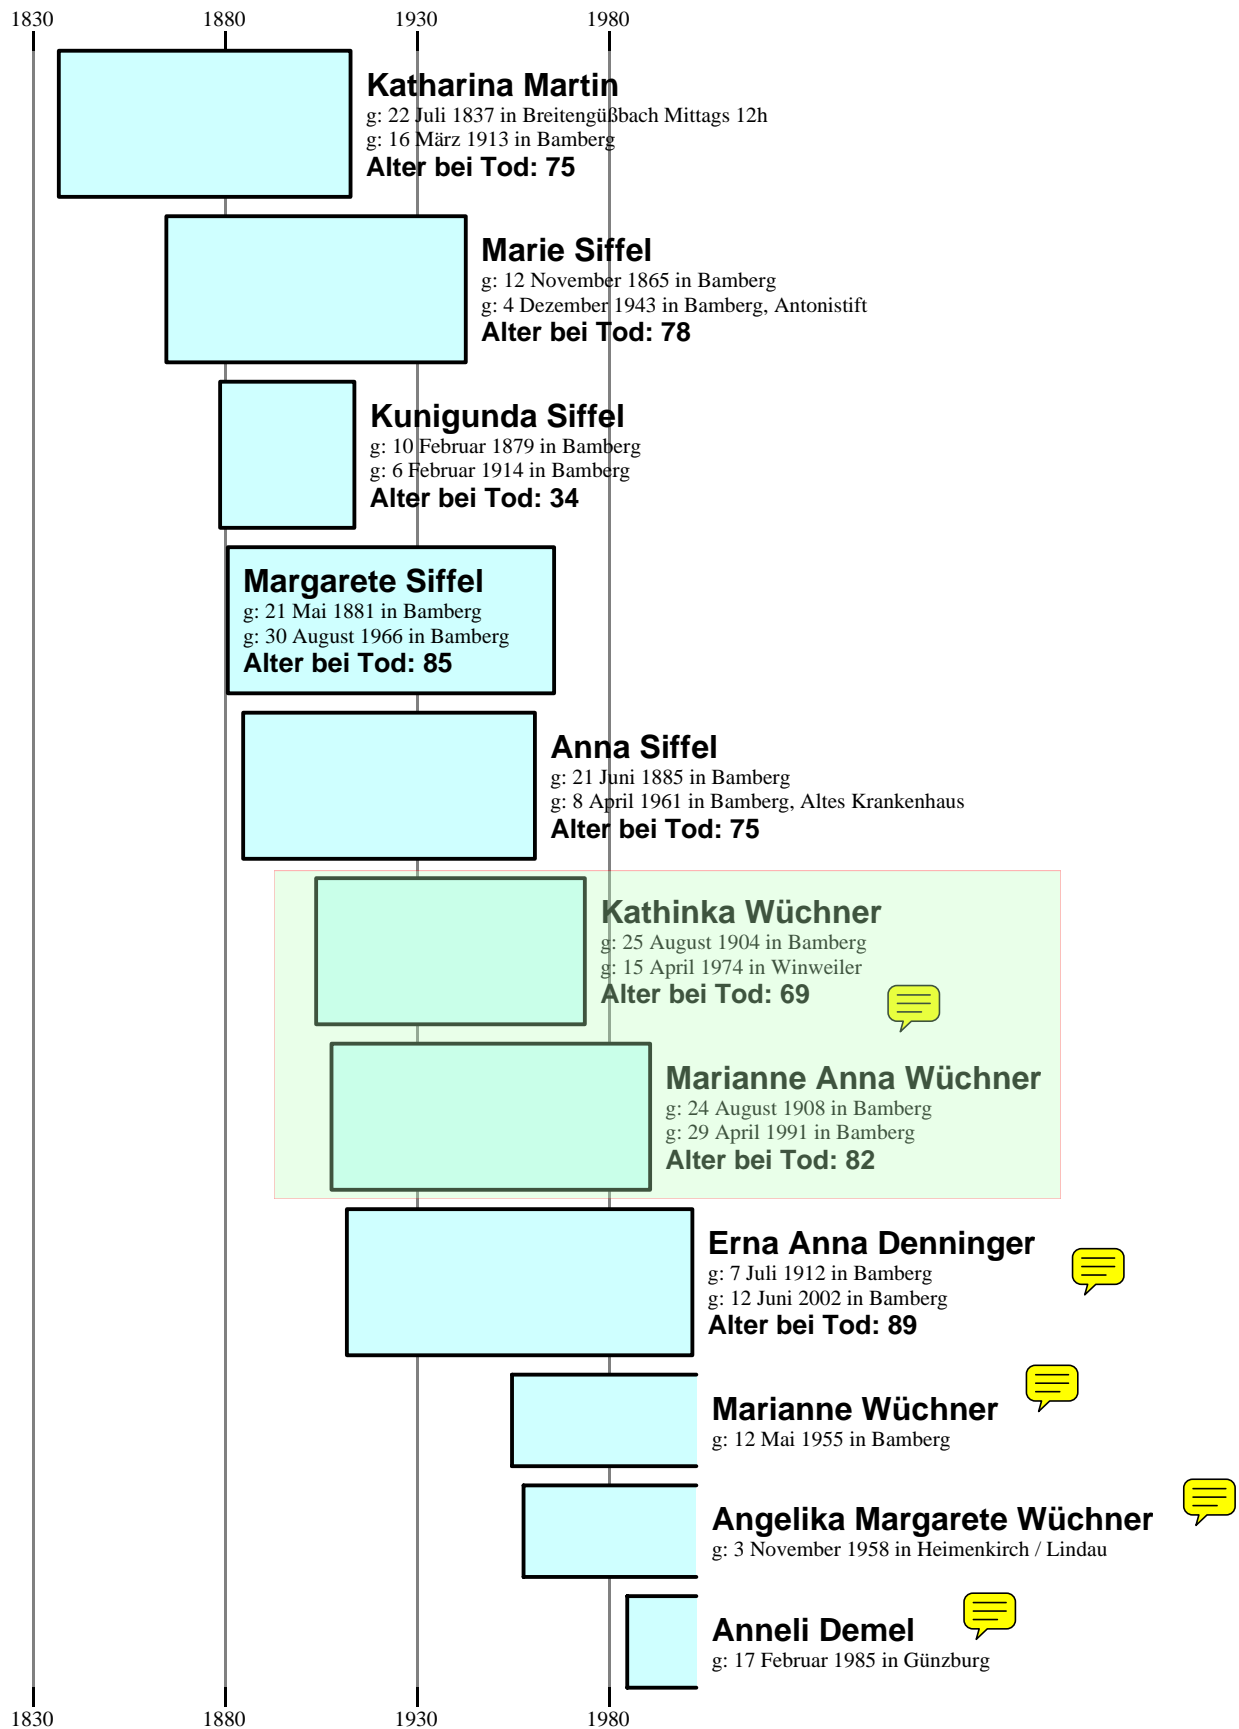 1830 1880 1930 1980
Katharina Martin
g: 22 Juli 1837 in Breitengüßbach Mittags 12h
g: 16 März 1913 in Bamberg
Alter bei Tod: 75
Marie Siffel
g: 12 November 1865 in Bamberg
g: 4 Dezember 1943 in Bamberg, Antonistift
Alter bei Tod: 78
Kunigunda Siffel
g: 10 Februar 1879 in Bamberg
g: 6 Februar 1914 in Bamberg
Alter bei Tod: 34
Margarete Siffel
g: 21 Mai 1881 in Bamberg
g: 30 August 1966 in Bamberg
Alter bei Tod: 85
Anna Siffel
g: 21 Juni 1885 in Bamberg
g: 8 April 1961 in Bamberg, Altes Krankenhaus
Alter bei Tod: 75
Kathinka Wüchner
g: 25 August 1904 in Bamberg
g: 15 April 1974 in Winweiler
Alter bei Tod: 69
Marianne Anna Wüchner
g: 24 August 1908 in Bamberg
g: 29 April 1991 in Bamberg
Alter bei Tod: 82
Erna Anna Denninger
g: 7 Juli 1912 in Bamberg
g: 12 Juni 2002 in Bamberg
Alter bei Tod: 89
Marianne Wüchner
g: 12 Mai 1955 in Bamberg
Angelika Margarete Wüchner
g: 3 November 1958 in Heimenkirch / Lindau
Anneli Demel
g: 17 Februar 1985 in Günzburg
1830 1880 1930 1980